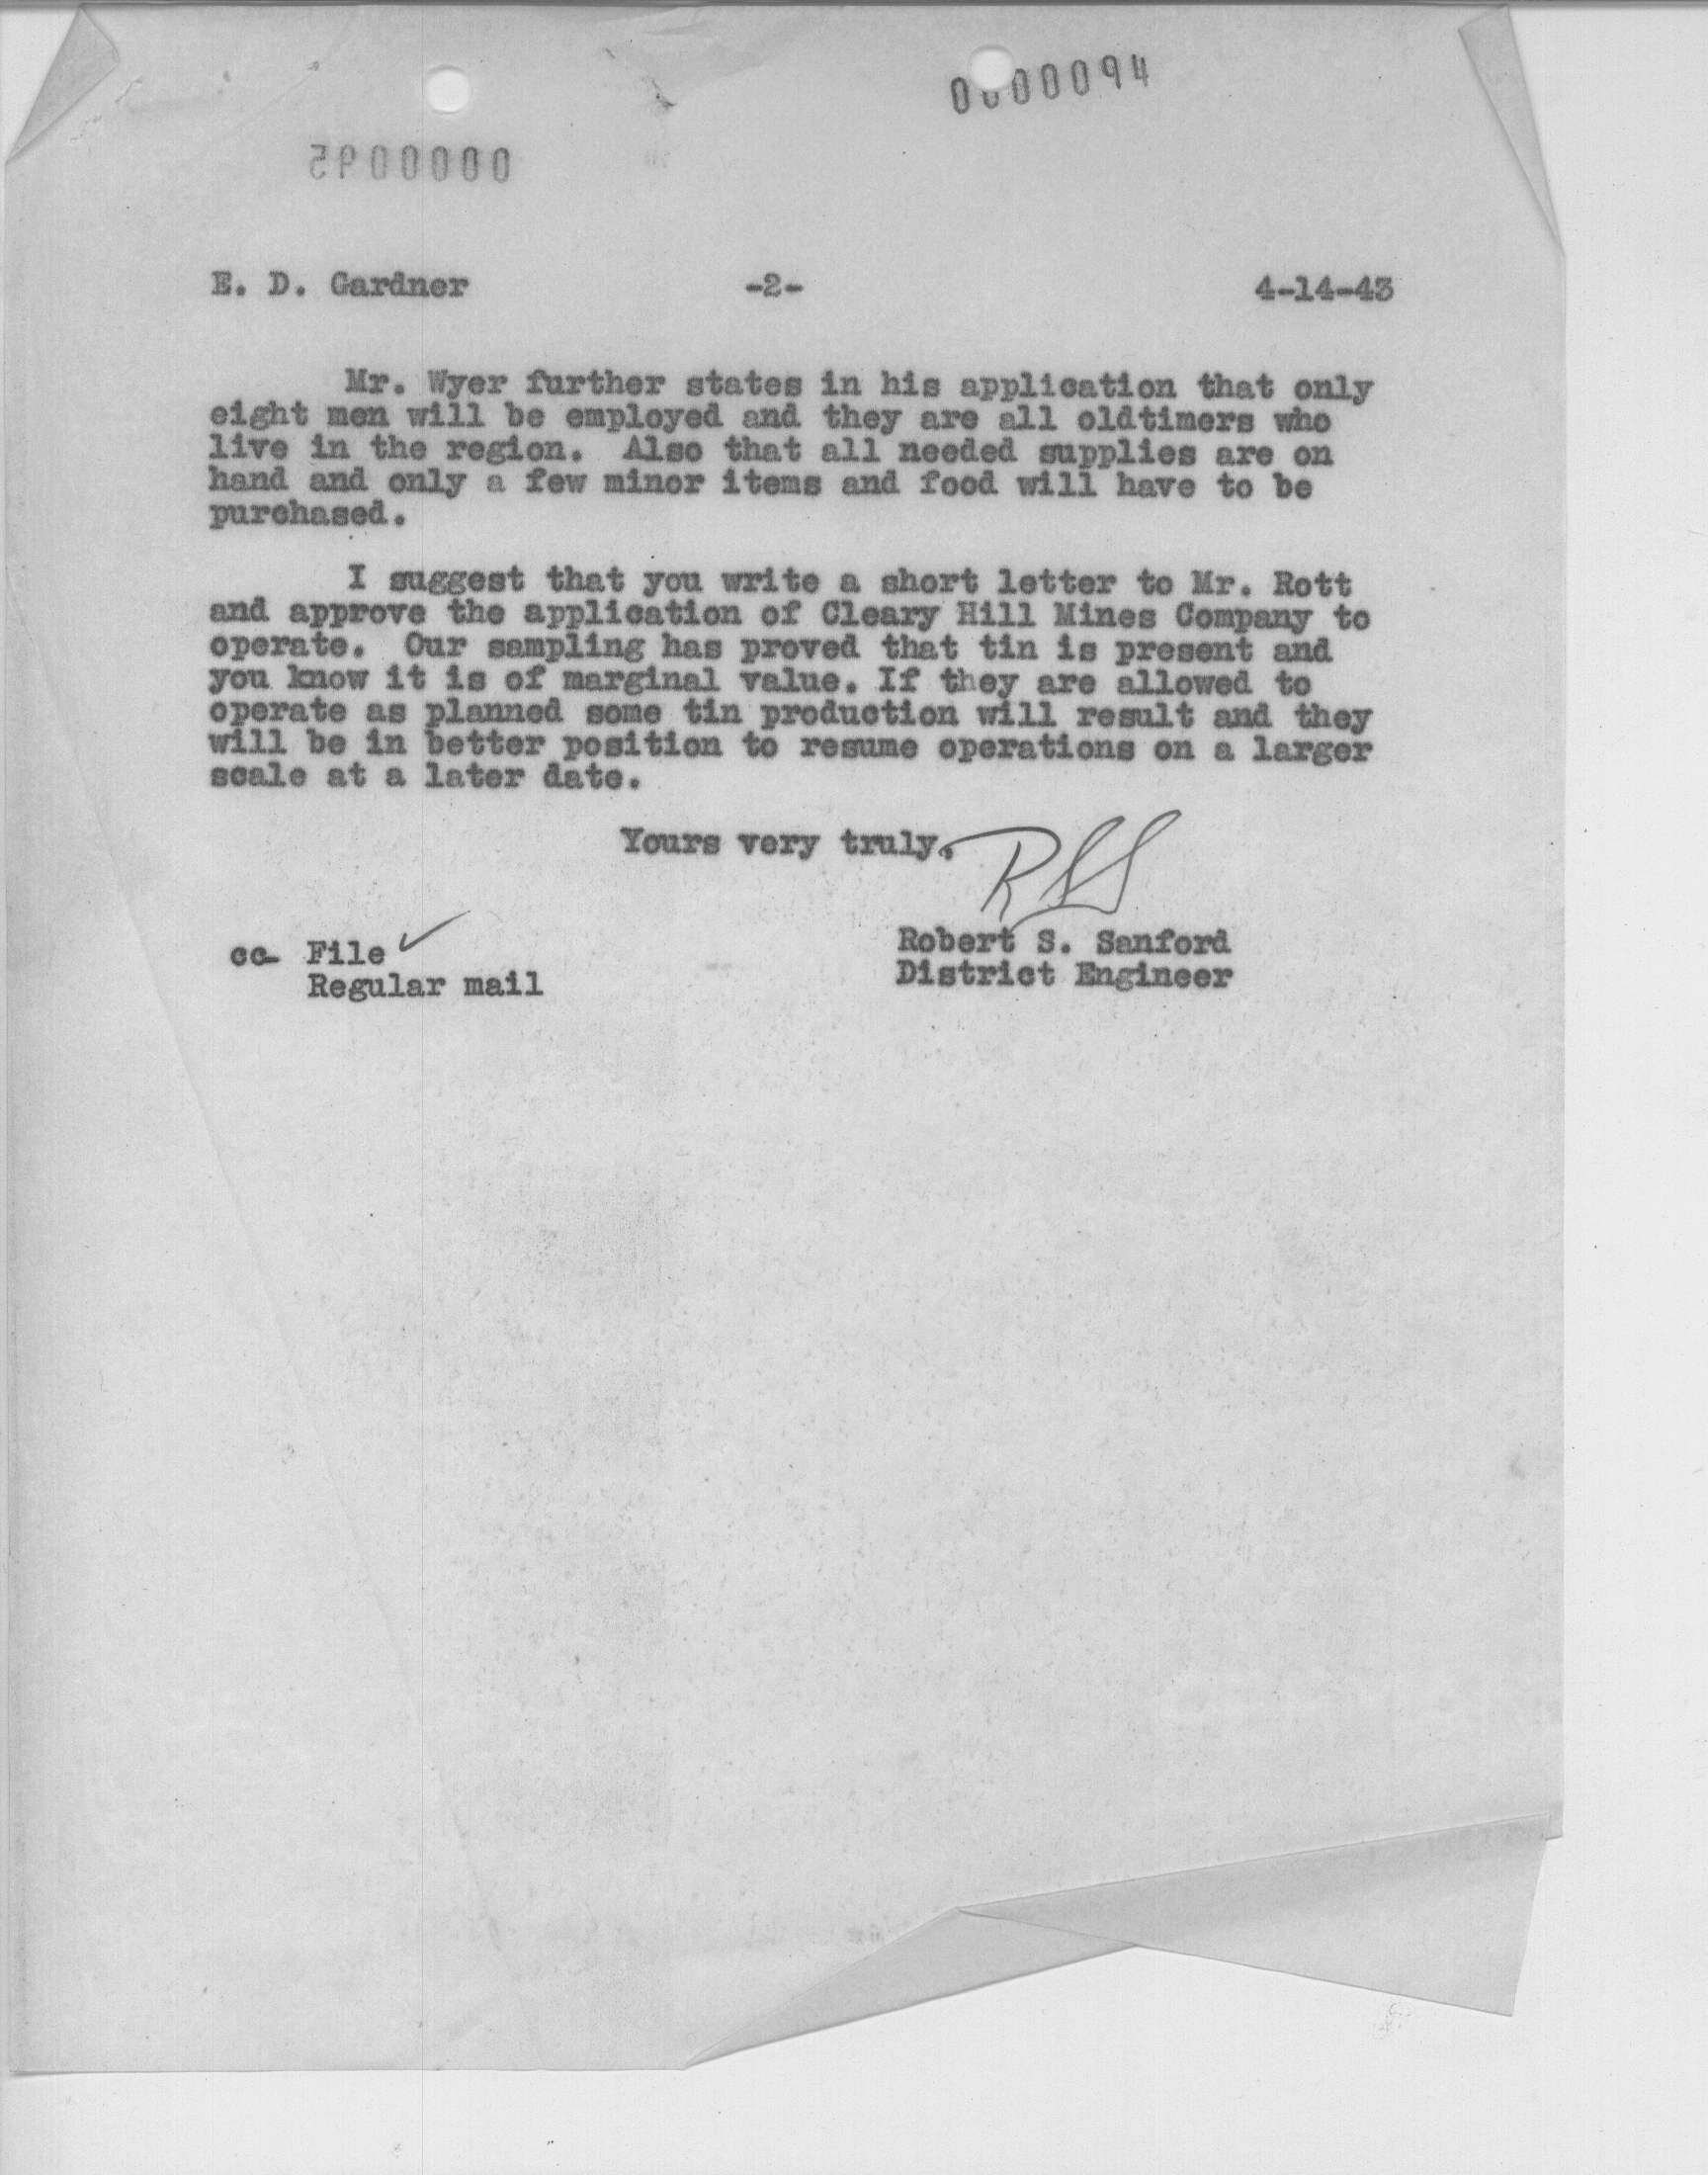 0000094
0000095
E. D. Gardner -2- 4-14-43
Mr. Wyer further states in his application that only
eight men will be employed and they are all oldtimers who
live in the region. Also that all needed supplies are on
hand and only a few minor items and food will have to be
purchased.
I suggest that you write a short letter to Mr. Rott
and approve the application of Cleary Hill Mines Company to
operate. Our sampling has proved that tin is present and
you know it is of marginal value. If they are allowed to
operate as planned some tin production will result and they
will be in better position to resume operations on a larger
scale at a later date.
Yours very truly,
RSS
Robert S. Sanford
District Engineer
cc- File
Regular mail